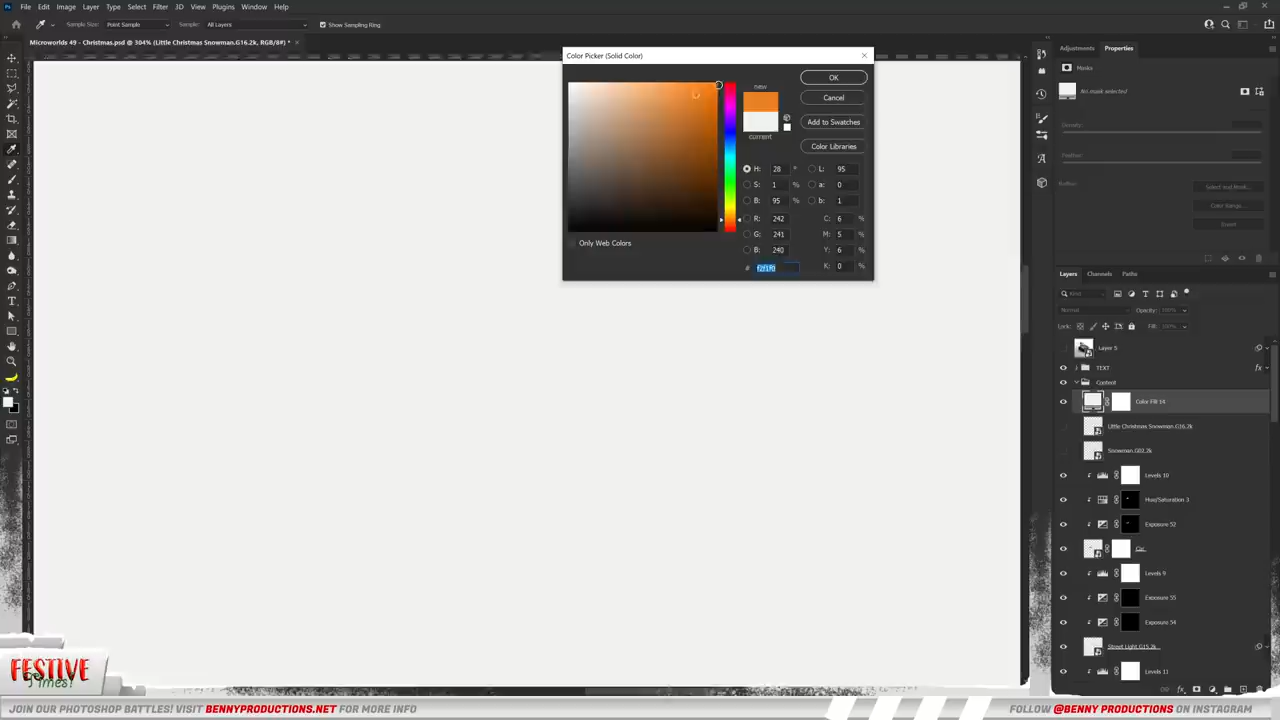 File Edit Image Layer Type Select Filter 3D View Plugins Window Help
Sample Size: Point Sample Sample: All Layers Show Sampling Ring
Microworlds 49 - Christmas.psd @ 304% (Little Christmas Snowman.G16.2k, RGB/8#) *
Color Picker (Solid Color)
new
current
OK
Cancel
Add to Swatches
Color Libraries
H: 28 ° L: 95
S: 1 % a: 0
B: 95 % b: 1
R: 242 C: 6 %
G: 241 M: 5 %
B: 240 Y: 6 %
# f2f1f0 K: 0 %
Only Web Colors
Adjustments Properties
Masks
No mask selected
Density:
Feather:
Select and Mask...
Color Range...
Invert
Layers Channels Paths
Kind
Normal Opacity: 100%
Lock: Fill: 100%
Layer 5
TEXT fx
Content
Color Fill 14
Little Christmas Snowman.G16.2k
Snowman.G02.2k
Levels 10
Hue/Saturation 3
Exposure 52
Levels 9
Exposure 55
Exposure 54
Street Light.G15.2k
Levels 11
FESTIVE
Times!
JOIN OUR PHOTOSHOP BATTLES! VISIT BENNYPRODUCTIONS.NET FOR MORE
FOLLOW @BENNY PRODUCTIONS ON INSTAGRAM